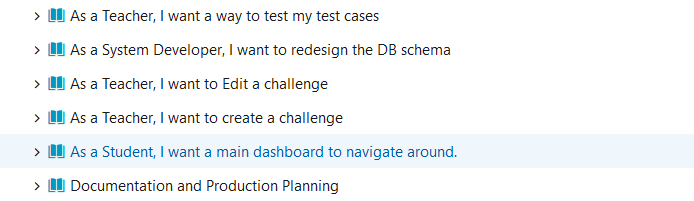 As a Teacher, I want a way to test my test cases
As a System Developer, I want to redesign the DB schema
As a Teacher, I want to Edit a challenge
As a Teacher, I want to create a challenge
As a Student, I want a main dashboard to navigate around.
Documentation and Production Planning